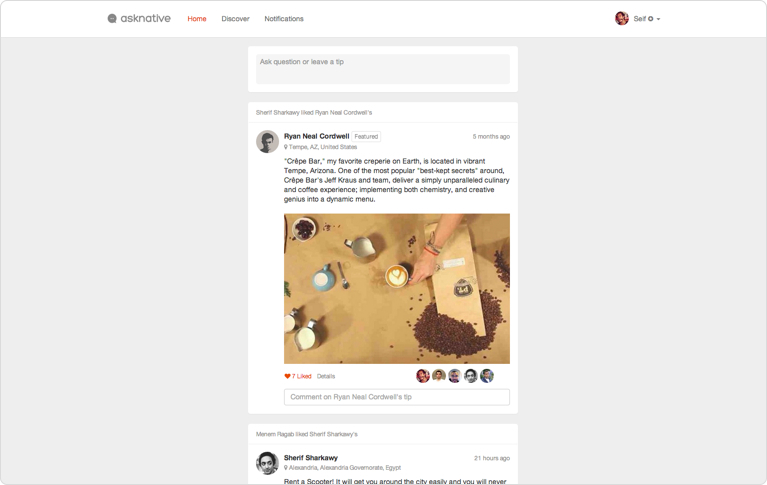 asknative Home Discover Notifications Seif
Ask question or leave a tip
Sherif Sharkawy liked Ryan Neal Cordwell's
Ryan Neal Cordwell Featured 5 months ago
Tempe, AZ, United States
"Crêpe Bar," my favorite creperie on Earth, is located in vibrant
Tempe, Arizona. One of the most popular "best-kept secrets" around,
Crêpe Bar's Jeff Kraus and team, deliver a simply unparalleled culinary
and coffee experience; implementing both chemistry, and creative
genius into a dynamic menu.
7 Liked Details
Comment on Ryan Neal Cordwell's tip
Menem Ragab liked Sherif Sharkawy's
Sherif Sharkawy 21 hours ago
Alexandria, Alexandria Governorate, Egypt
Rent a Scooter! It will get you around the city easily and you will never